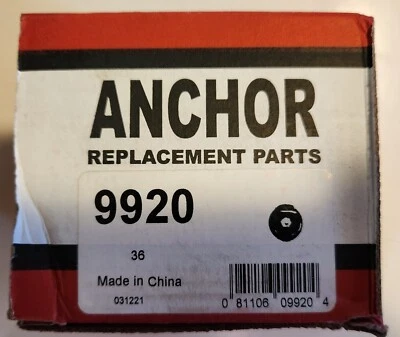 ANCHOR
REPLACEMENT PARTS
9920
36
Made in China
031221
0 81106 09920 4